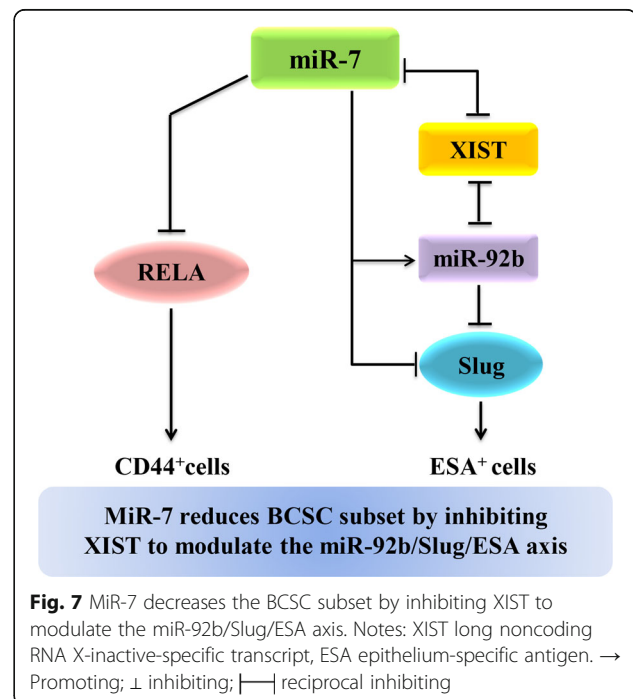 miR-7
XIST
miR-92b
RELA
Slug
CD44⁺cells
ESA⁺ cells
MiR-7 reduces BCSC subset by inhibiting
XIST to modulate the miR-92b/Slug/ESA axis
Fig. 7 MiR-7 decreases the BCSC subset by inhibiting XIST to
modulate the miR-92b/Slug/ESA axis. Notes: XIST long noncoding
RNA X-inactive-specific transcript, ESA epithelium-specific antigen. →
Promoting; ⊥ inhibiting; |—| reciprocal inhibiting